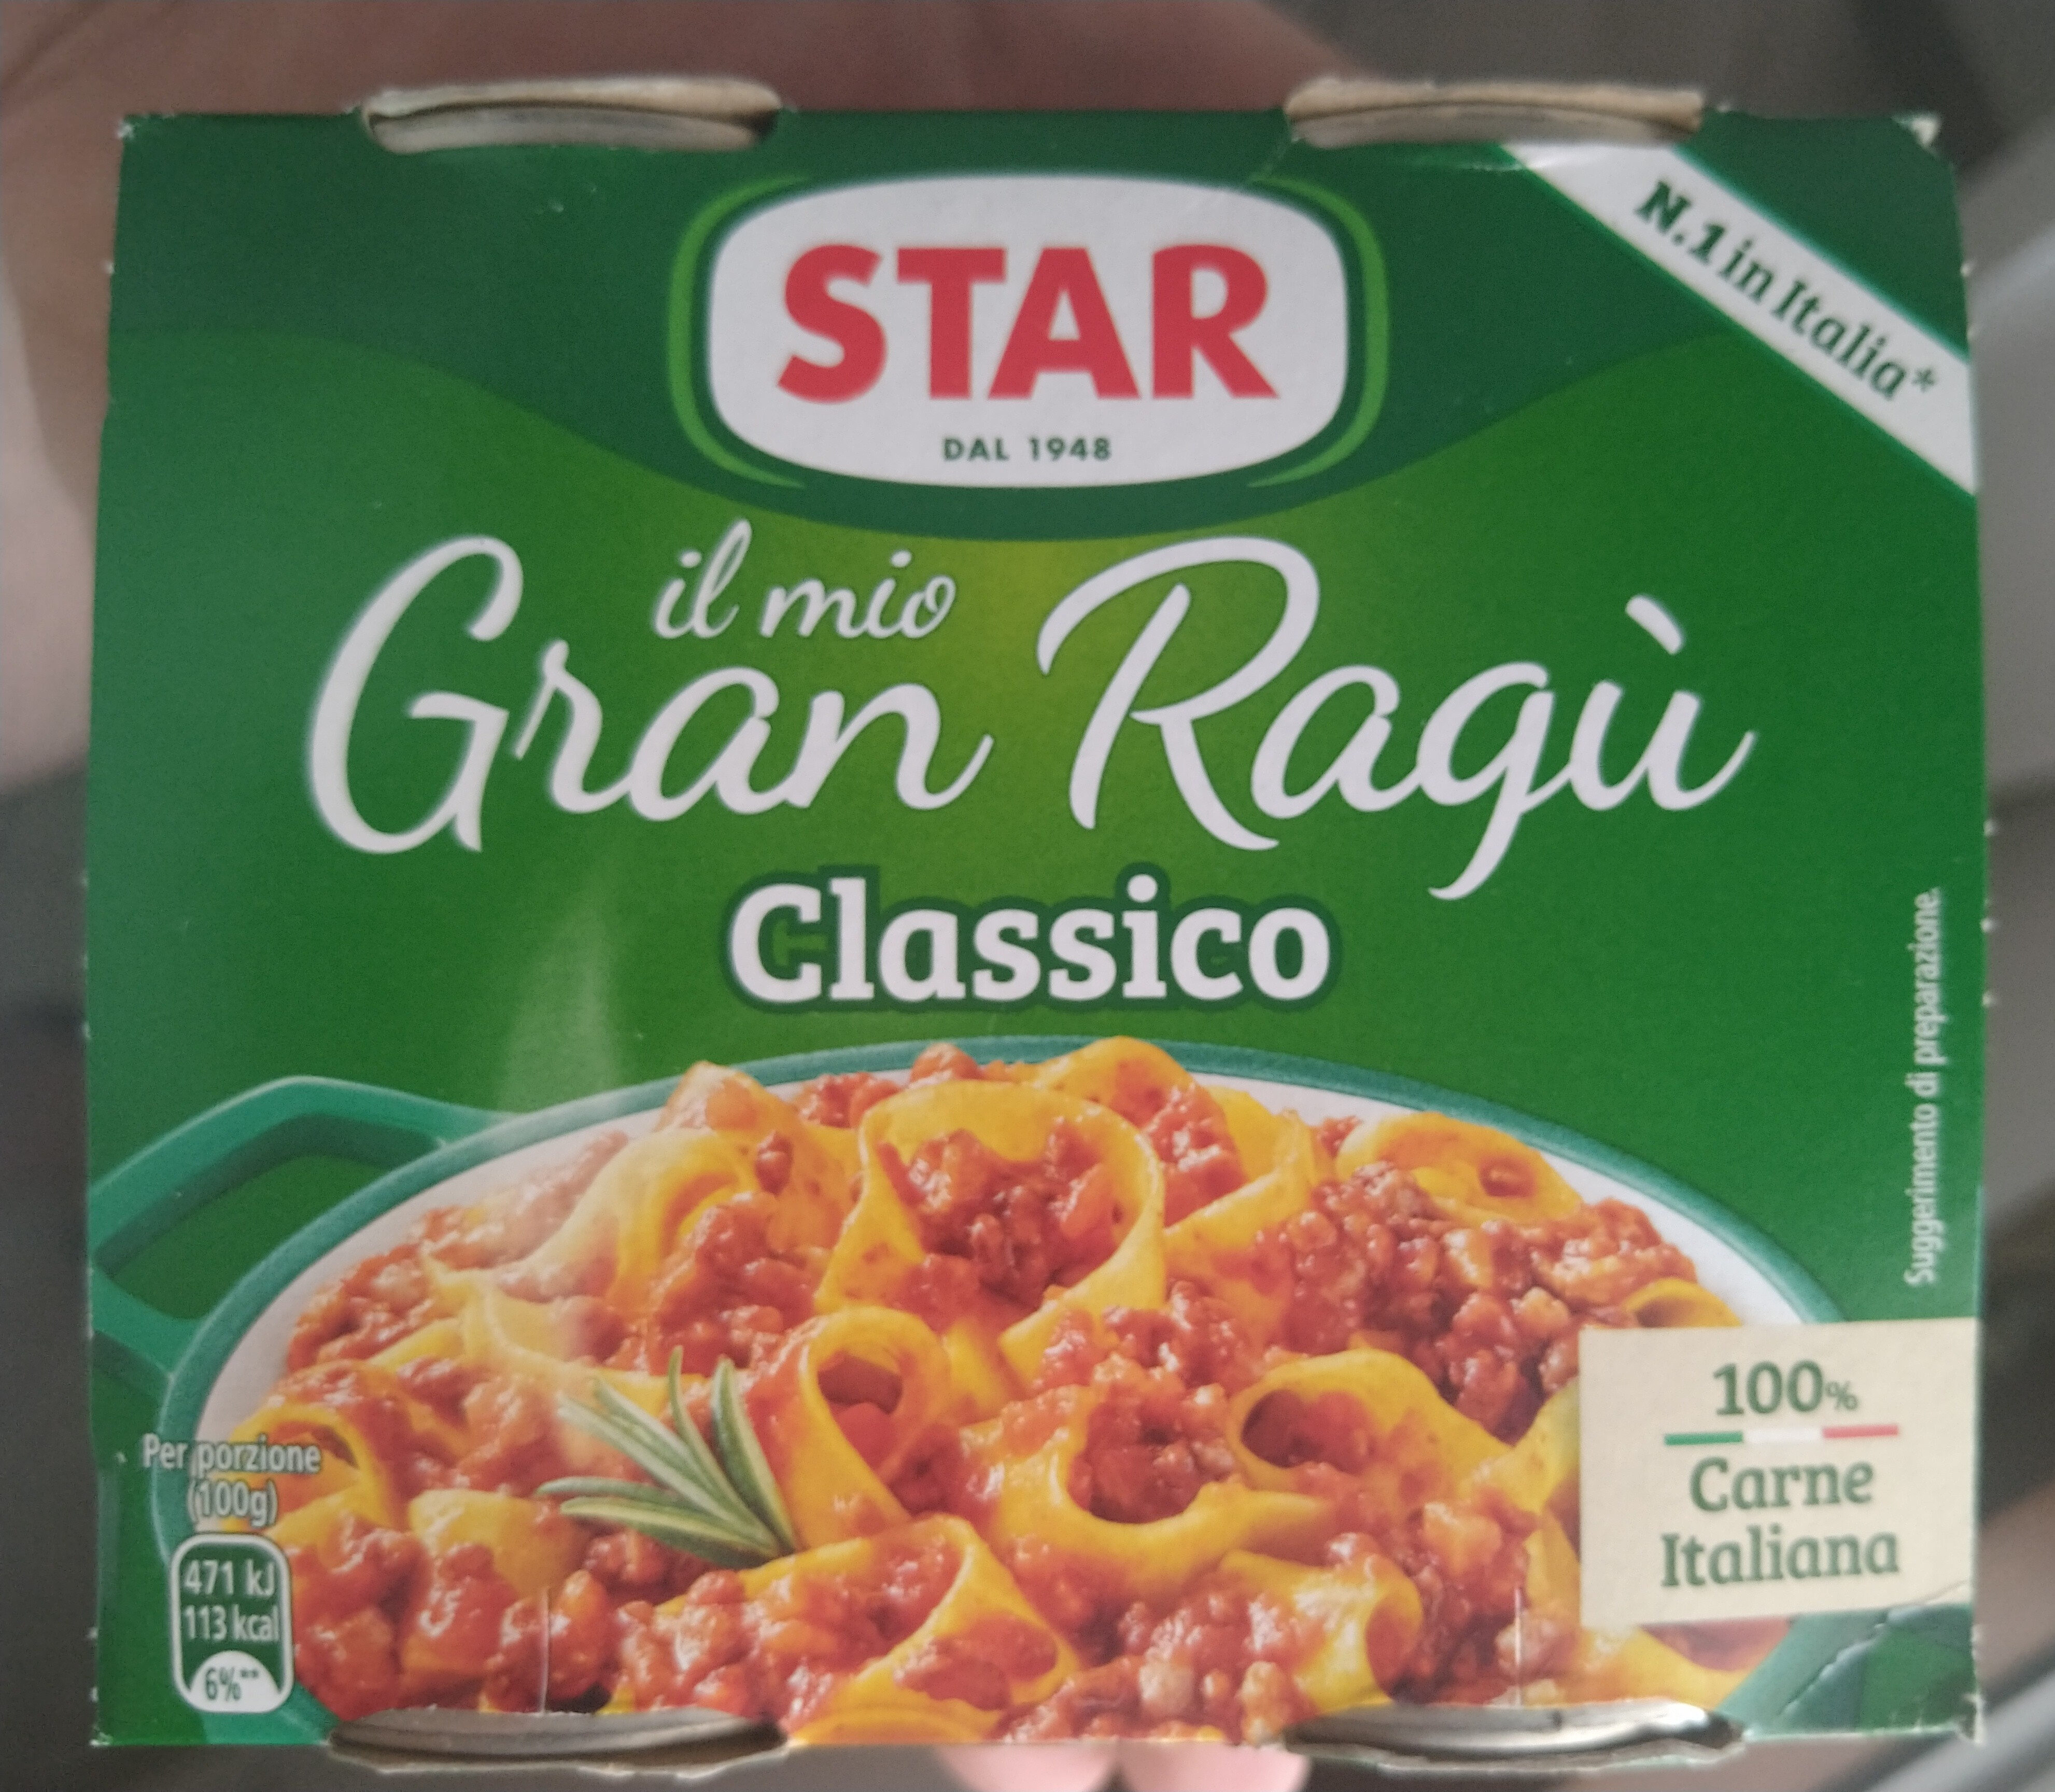 STAR
DAL 1948
N.1 in Italia*
il mio
Gran Ragù
Classico
Suggerimento di preparazione.
100%
Carne
Italiana
Per porzione
(100g)
471 kJ
113 kcal
6%**